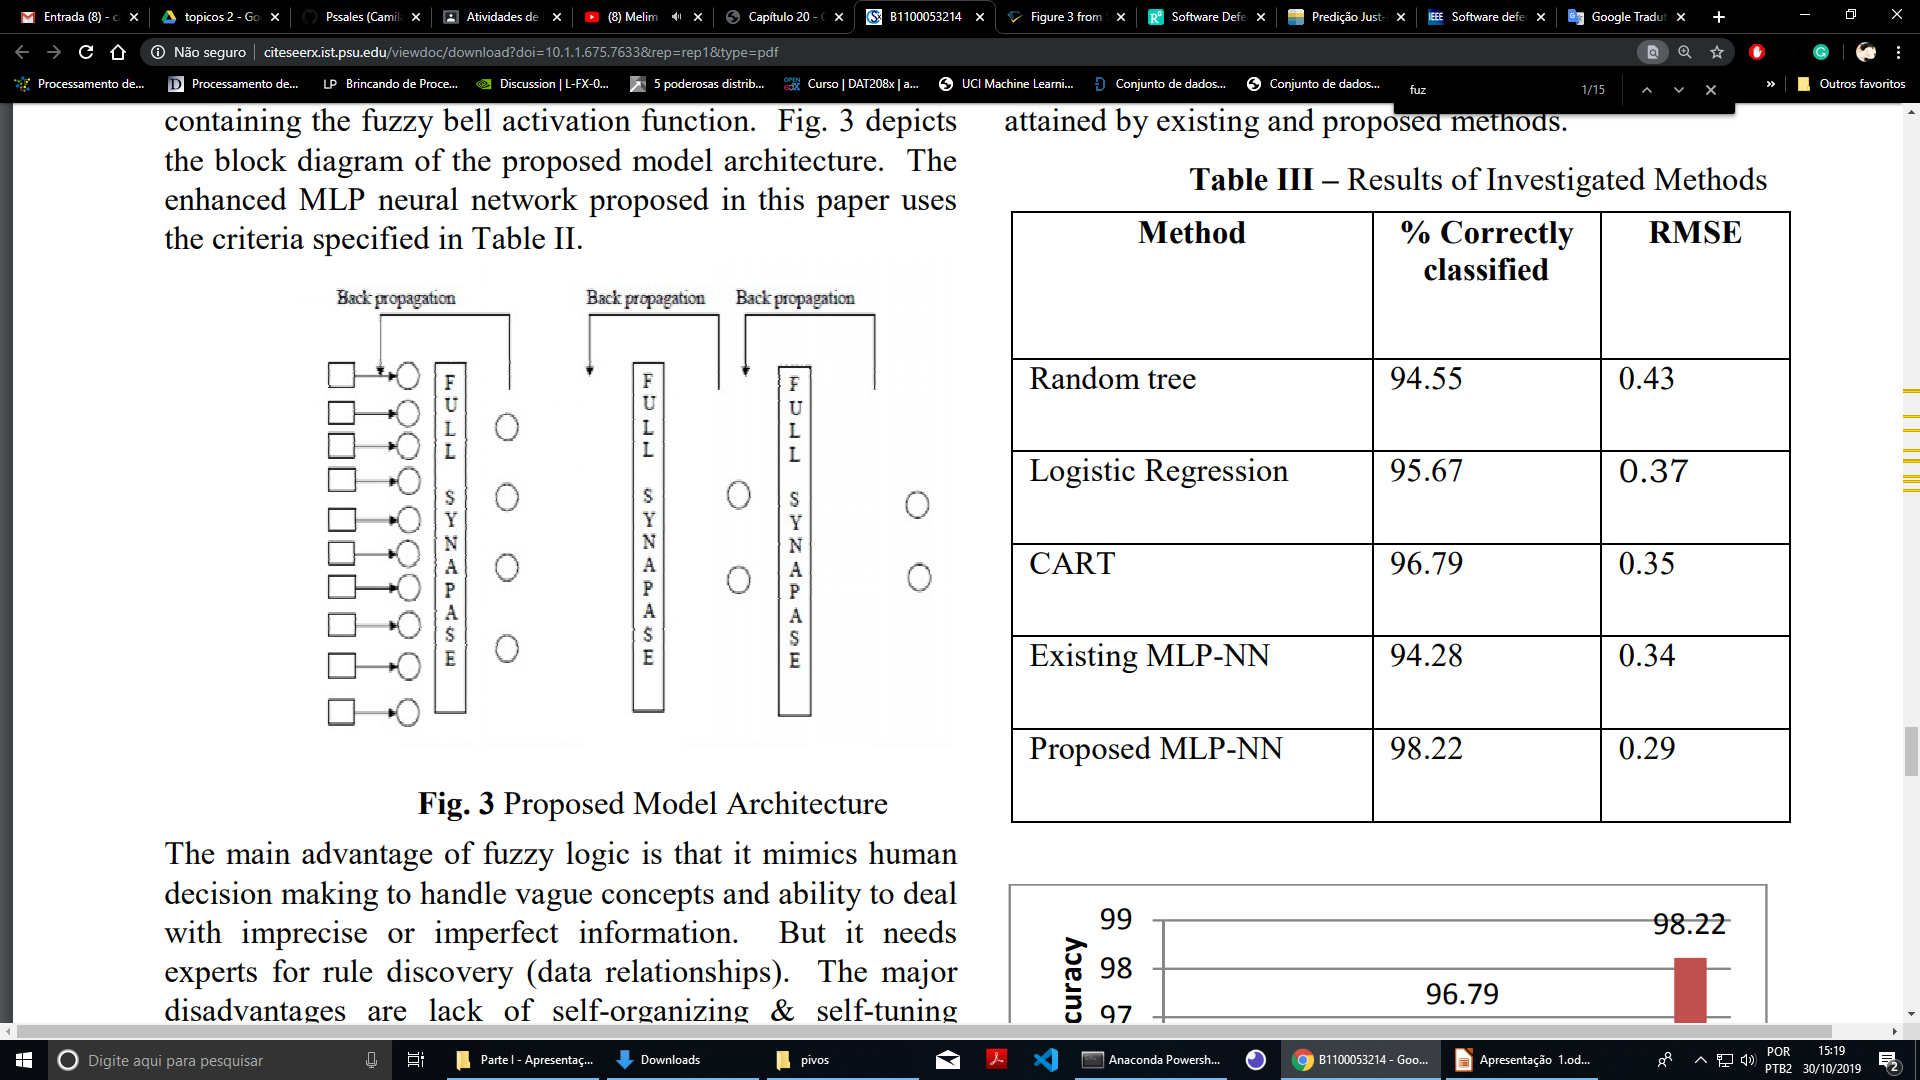 Entrada (8) - ca
topicos 2 - Go
Pssales (Camil
Atividades de
(8) Melim
Capítulo 20 - C
B1100053214
Figure 3 from
Software Defe
Predição Just-
IEEE Software defe
Google Tradut
Não seguro | citeseerx.ist.psu.edu/viewdoc/download?doi=10.1.1.675.7633&rep=rep1&type=pdf
Processamento de...
D Processamento de...
LP Brincando de Proce...
Discussion | L-FX-0...
5 poderosas distrib...
OPEN edX Curso | DAT208x | a...
UCI Machine Learni...
Conjunto de dados...
Conjunto de dados...
» Outros favoritos
fuz 1/15
containing the fuzzy bell activation function. Fig. 3 depicts
the block diagram of the proposed model architecture. The
enhanced MLP neural network proposed in this paper uses
the criteria specified in Table II.
Back propagation Back propagation Back propagation
FULL SYNAPASE
FULL SYNAPASE
FULL SYNAPASE
Fig. 3 Proposed Model Architecture
The main advantage of fuzzy logic is that it mimics human
decision making to handle vague concepts and ability to deal
with imprecise or imperfect information. But it needs
experts for rule discovery (data relationships). The major
disadvantages are lack of self-organizing & self-tuning
attained by existing and proposed methods.
Table III – Results of Investigated Methods
Method % Correctly classified RMSE
Random tree 94.55 0.43
Logistic Regression 95.67 0.37
CART 96.79 0.35
Existing MLP-NN 94.28 0.34
Proposed MLP-NN 98.22 0.29
99
98
97
curacy
96.79
98.22
Digite aqui para pesquisar
Parte I - Apresentaç...
Downloads
pivos
Anaconda Powersh...
B1100053214 - Goo...
Apresentação 1.od...
POR
PTB2
15:19
30/10/2019
2